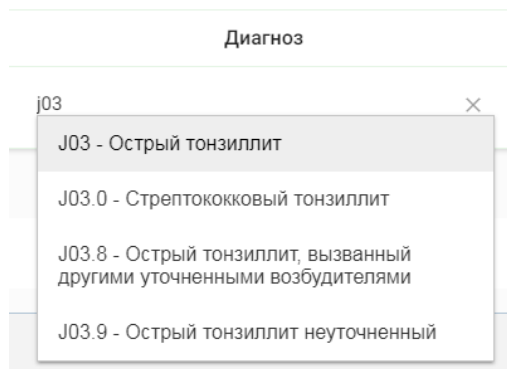 Диагноз
j03
J03 - Острый тонзиллит
J03.0 - Стрептококковый тонзиллит
J03.8 - Острый тонзиллит, вызванный
другими уточненными возбудителями
J03.9 - Острый тонзиллит неуточненный